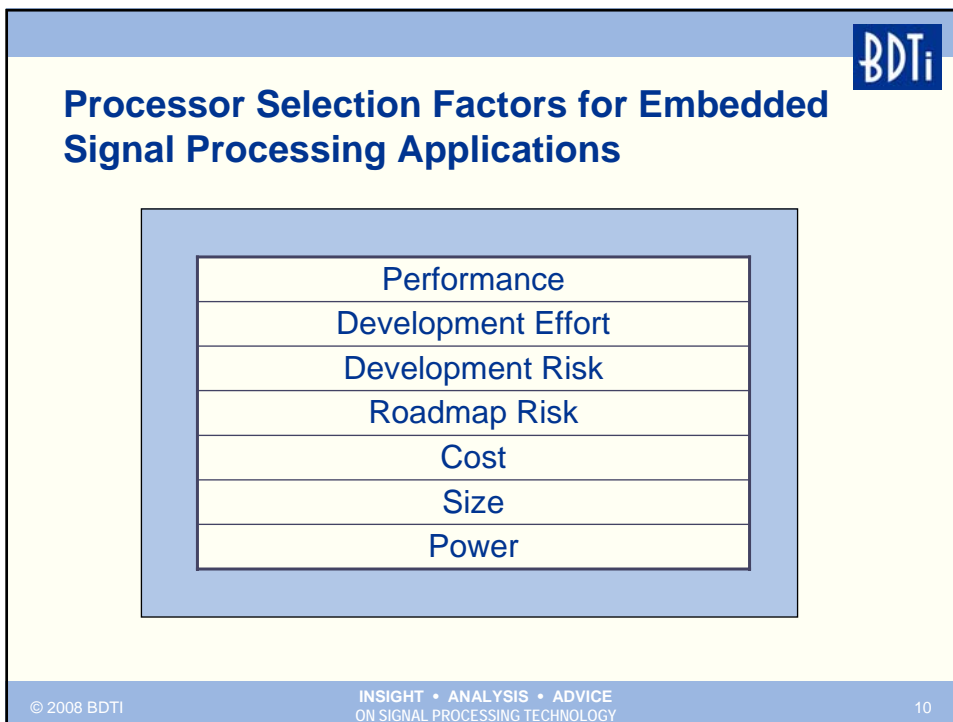 BDTi
Processor Selection Factors for Embedded
Signal Processing Applications
Performance
Development Effort
Development Risk
Roadmap Risk
Cost
Size
Power
© 2008 BDTI
INSIGHT • ANALYSIS • ADVICE
ON SIGNAL PROCESSING TECHNOLOGY
10